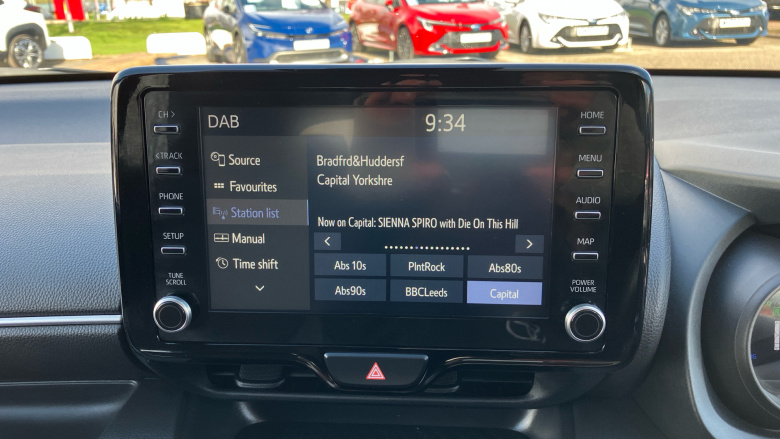 DAB
9:34
CH >
< TRACK
PHONE
SETUP
TUNE
SCROLL
Source
Favourites
Station list
Manual
Time shift
Bradfrd&Huddersf
Capital Yorkshre
Now on Capital: SIENNA SPIRO with Die On This Hill
< >
Abs 10s PlntRock Abs80s
Abs90s BBCLeeds Capital
HOME
MENU
AUDIO
MAP
POWER
VOLUME